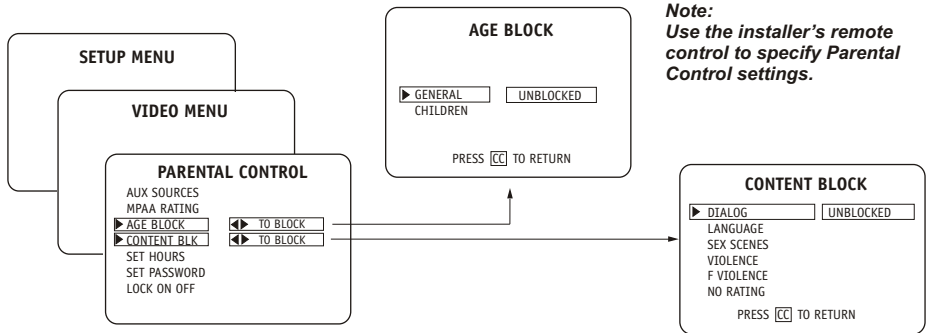 SETUP MENU
VIDEO MENU
PARENTAL CONTROL
AUX SOURCES
MPAA RATING
AGE BLOCK TO BLOCK
CONTENT BLK TO BLOCK
SET HOURS
SET PASSWORD
LOCK ON OFF
AGE BLOCK
GENERAL UNBLOCKED
CHILDREN
PRESS CC TO RETURN
Note:
Use the installer’s remote
control to specify Parental
Control settings.
CONTENT BLOCK
DIALOG UNBLOCKED
LANGUAGE
SEX SCENES
VIOLENCE
F VIOLENCE
NO RATING
PRESS CC TO RETURN